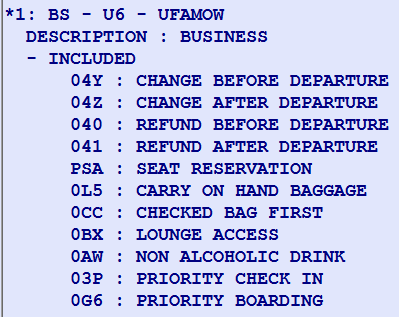 *1: BS - U6 - UFAMOW
DESCRIPTION : BUSINESS
- INCLUDED
04Y : CHANGE BEFORE DEPARTURE
04Z : CHANGE AFTER DEPARTURE
040 : REFUND BEFORE DEPARTURE
041 : REFUND AFTER DEPARTURE
PSA : SEAT RESERVATION
0L5 : CARRY ON HAND BAGGAGE
0CC : CHECKED BAG FIRST
0BX : LOUNGE ACCESS
0AW : NON ALCOHOLIC DRINK
03P : PRIORITY CHECK IN
0G6 : PRIORITY BOARDING